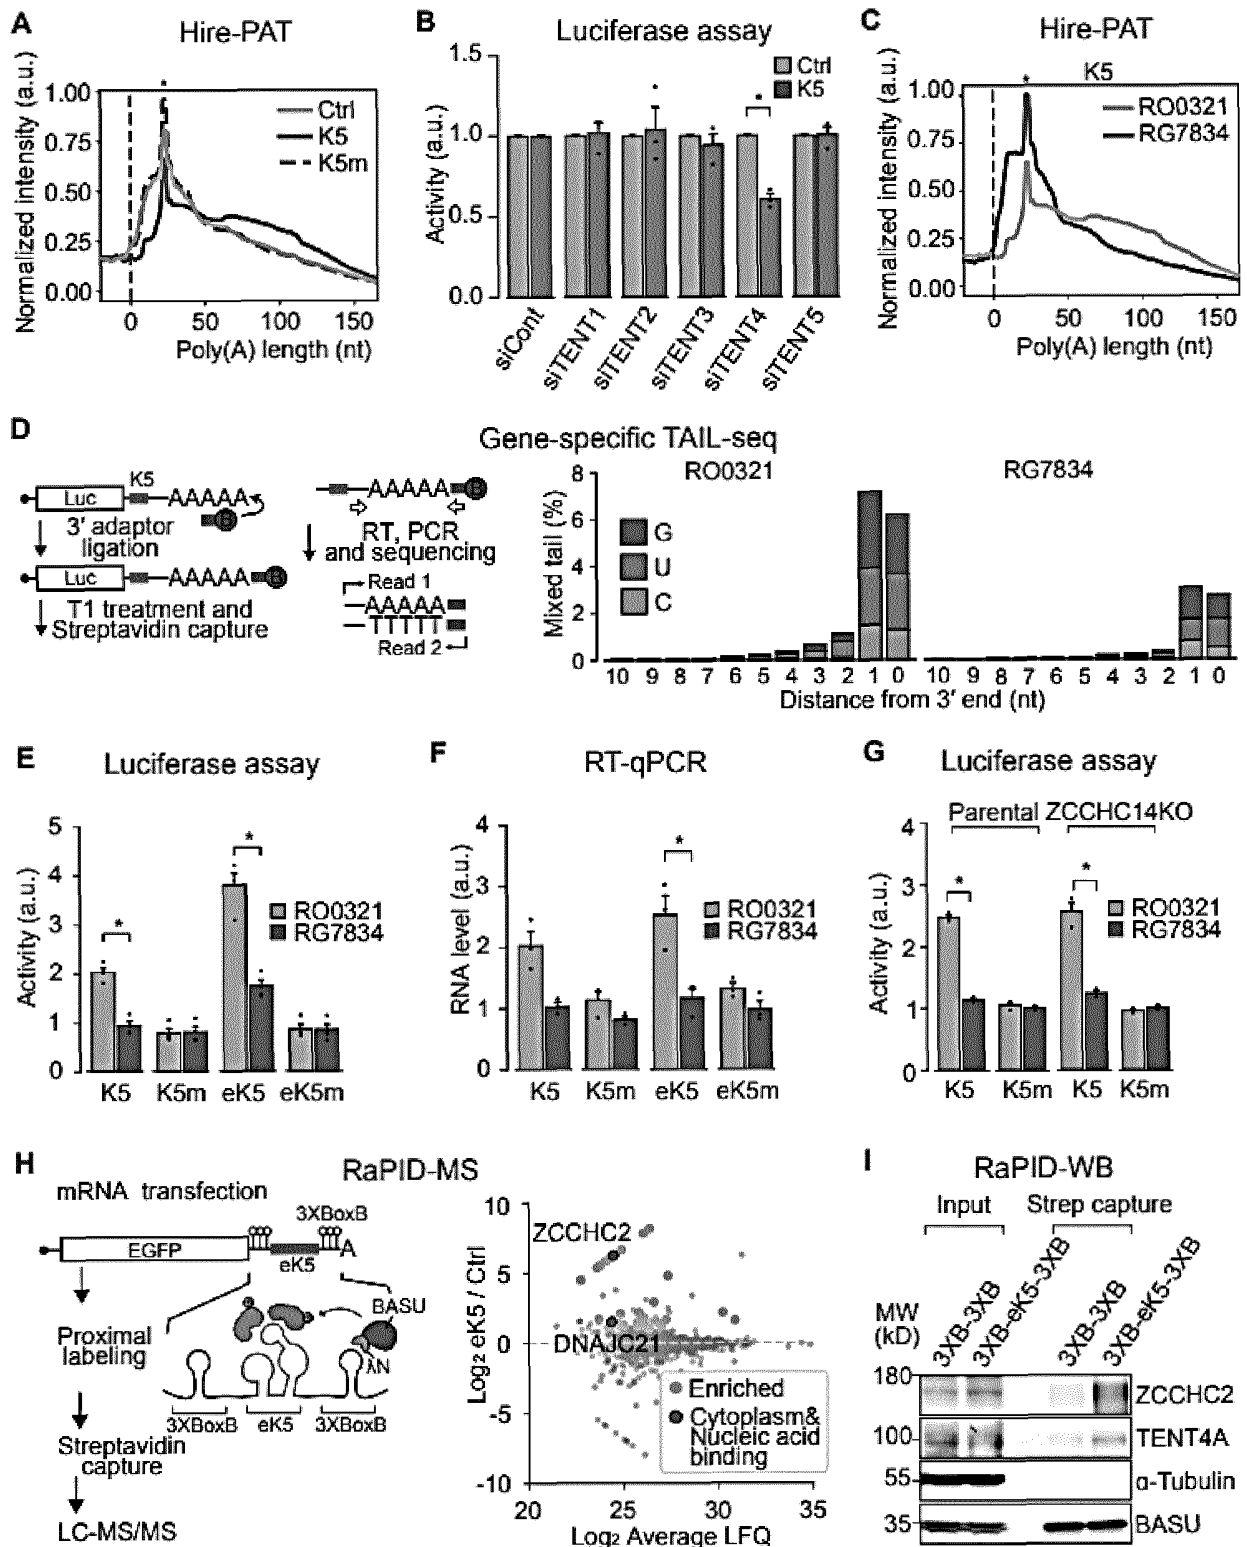 A
Hire-PAT
Normalized intensity (a.u.)
1.00
0.75
0.50
0.25
0.00
*
Ctrl
K5
K5m
0
50
100
150
Poly(A) length (nt)
B
Luciferase assay
Activity (a.u.)
1.5
1.0
0.5
0.0
Ctrl
K5
siCont
siTENT1
siTENT2
siTENT3
siTENT4
siTENT5
C
Hire-PAT
K5
Normalized intensity (a.u.)
1.00
0.75
0.50
0.25
0.00
*
RO0321
RG7834
0
50
100
150
Poly(A) length (nt)
D
Gene-specific TAIL-seq
K5
Luc
AAAAA
B
3′ adaptor
ligation
Luc
AAAAA
B
T1 treatment and
Streptavidin capture
AAAAA
B
RT, PCR
and sequencing
Read 1
AAAAA
TTTTT
Read 2
Mixed tail (%)
8
6
4
2
0
RO0321
RG7834
G
U
C
10 9 8 7 6 5 4 3 2 1 0
10 9 8 7 6 5 4 3 2 1 0
Distance from 3′ end (nt)
E
Luciferase assay
Activity (a.u.)
5
4
3
2
1
0
*
*
RO0321
RG7834
K5
K5m
eK5
eK5m
F
RT-qPCR
RNA level (a.u.)
4
3
2
1
0
*
RO0321
RG7834
K5
K5m
eK5
eK5m
G
Luciferase assay
Parental ZCCHC14KO
Activity (a.u.)
4
3
2
1
0
*
*
RO0321
RG7834
K5
K5m
K5
K5m
H
RaPID-MS
mRNA transfection
3XBoxB
EGFP
eK5
A
Proximal
labeling
BASU
λN
3XBoxB
eK5
3XBoxB
Streptavidin
capture
LC-MS/MS
Log2 eK5 / Ctrl
10
5
0
-5
-10
ZCCHC2
DNAJC21
Enriched
Cytoplasm&
Nucleic acid
binding
20
25
30
35
Log2 Average LFQ
I
RaPID-WB
Input
Strep capture
MW
(kD)
3XB-3XB
3XB-eK5-3XB
3XB-3XB
3XB-eK5-3XB
180
ZCCHC2
100
TENT4A
55
α-Tubulin
35
BASU